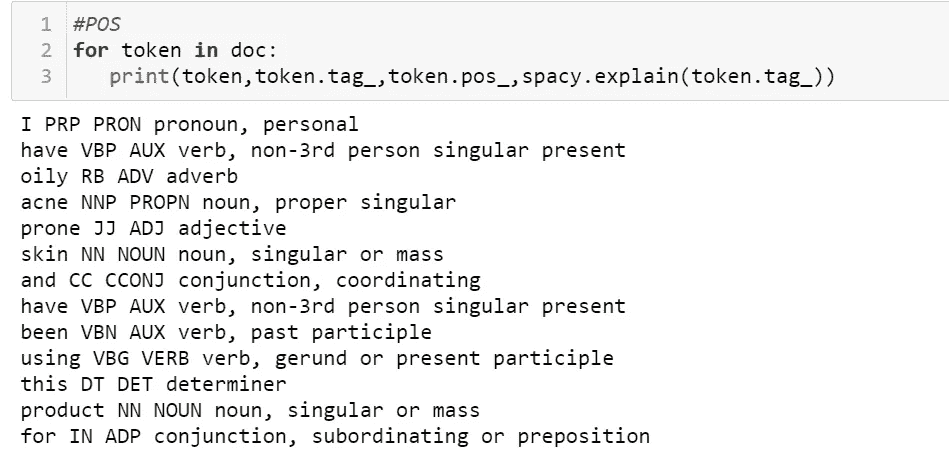 1 #POS
2 for token in doc:
3 print(token,token.tag_,token.pos_,spacy.explain(token.tag_))
I PRP PRON pronoun, personal
have VBP AUX verb, non-3rd person singular present
oily RB ADV adverb
acne NNP PROPN noun, proper singular
prone JJ ADJ adjective
skin NN NOUN noun, singular or mass
and CC CCONJ conjunction, coordinating
have VBP AUX verb, non-3rd person singular present
been VBN AUX verb, past participle
using VBG VERB verb, gerund or present participle
this DT DET determiner
product NN NOUN noun, singular or mass
for IN ADP conjunction, subordinating or preposition